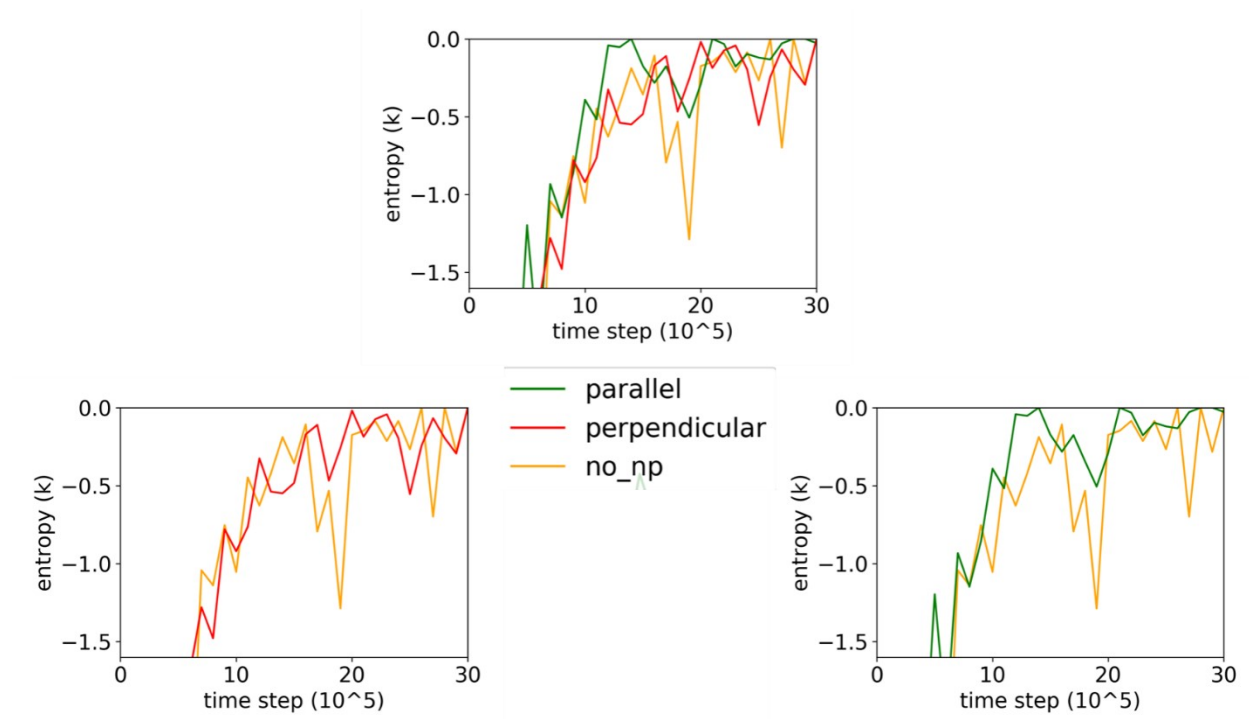 0.0
−0.5
−1.0
−1.5
entropy (k)
0 10 20 30
time step (10^5)
parallel
perpendicular
no_np
0.0
−0.5
−1.0
−1.5
entropy (k)
0 10 20 30
time step (10^5)
0.0
−0.5
−1.0
−1.5
entropy (k)
0 10 20 30
time step (10^5)